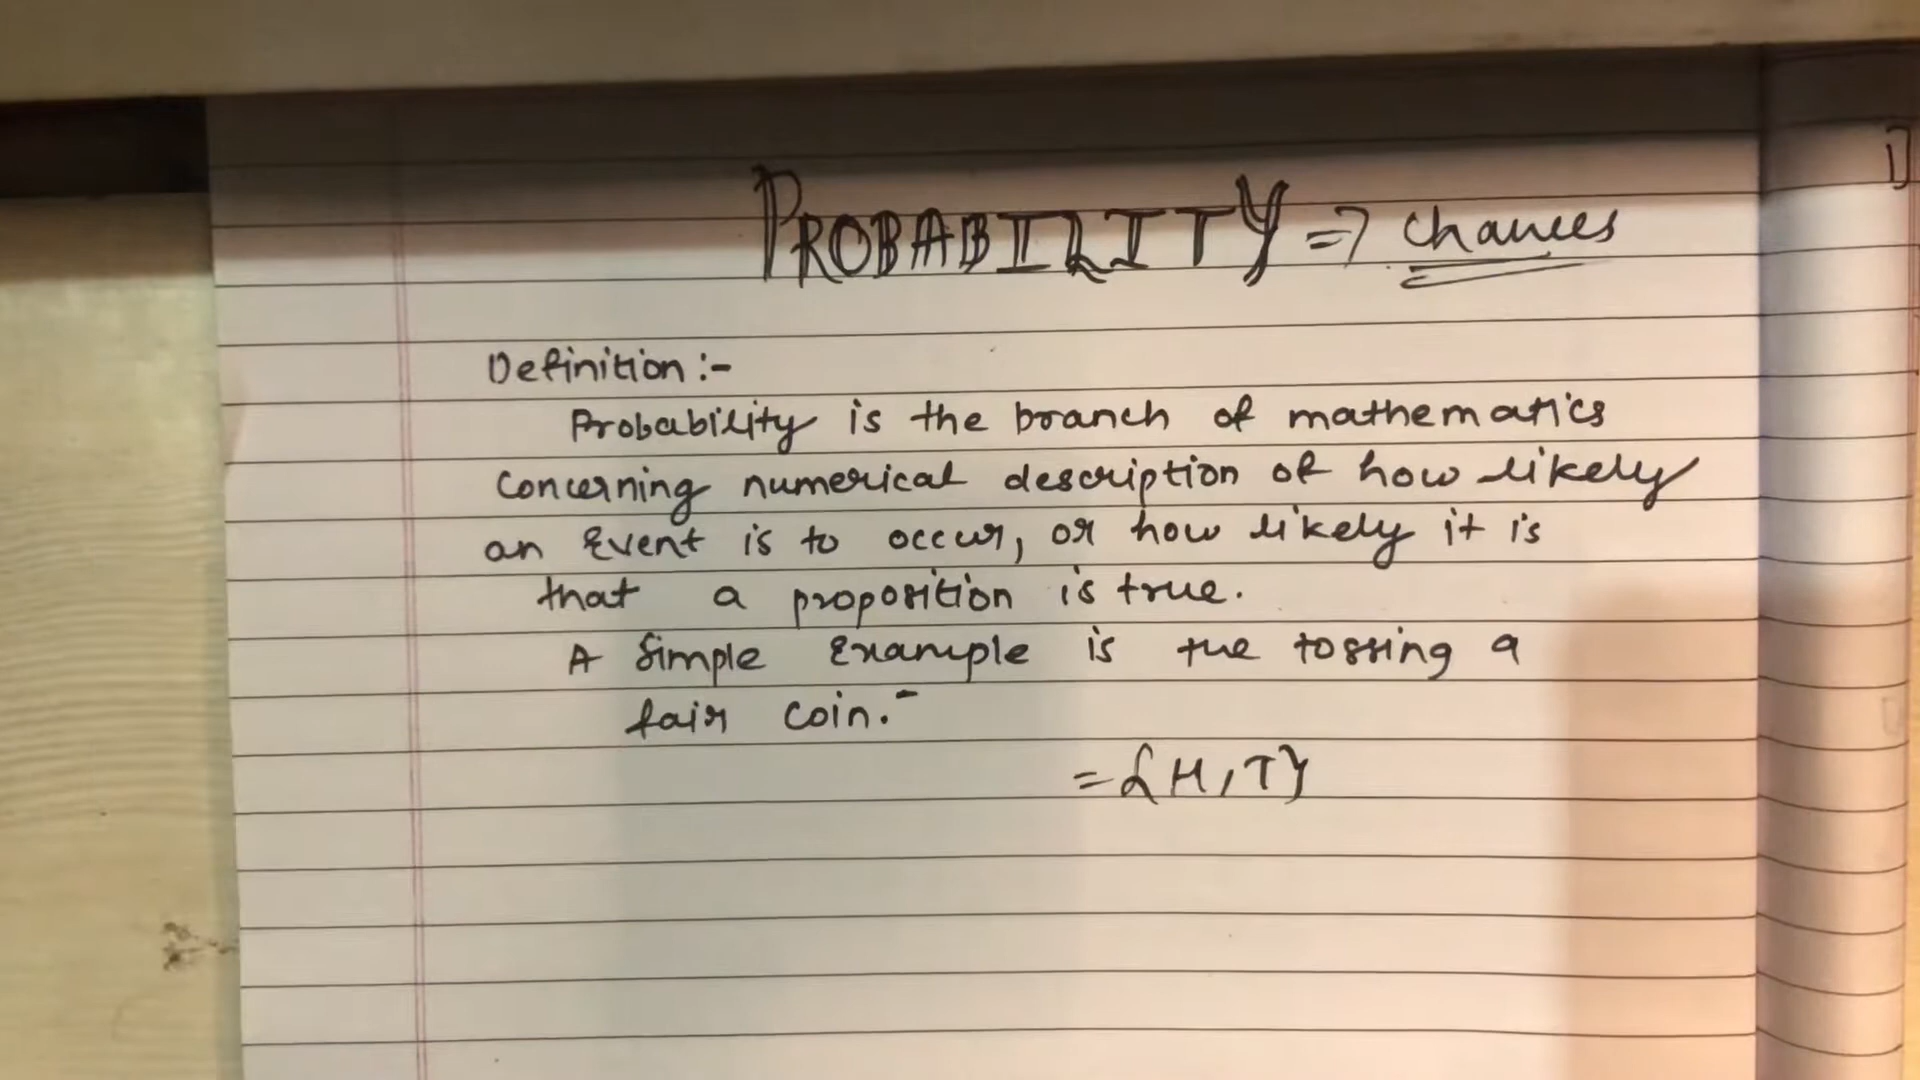 PROBABILITY => chances
Definition :-
Probability is the branch of mathematics
concerning numerical description of how likely
an Event is to occur, or how likely it is
that a proposition is true.
A Simple Example is the tossing a
fair coin.-
= {H,T}
1)